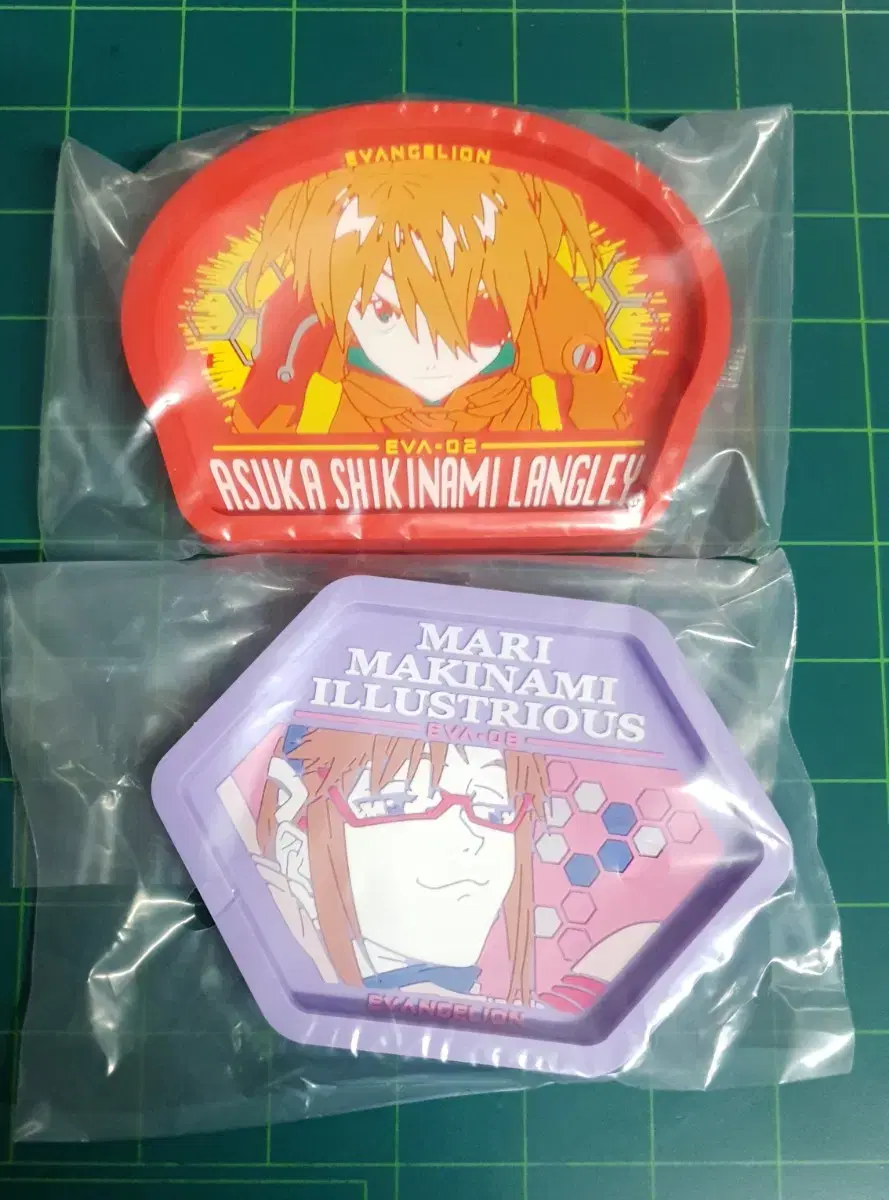 EVANGELION
EVA-02
ASUKA SHIKINAMI LANGLEY
MARI
MAKINAMI
ILLUSTRIOUS
EVA-08
EVANGELION